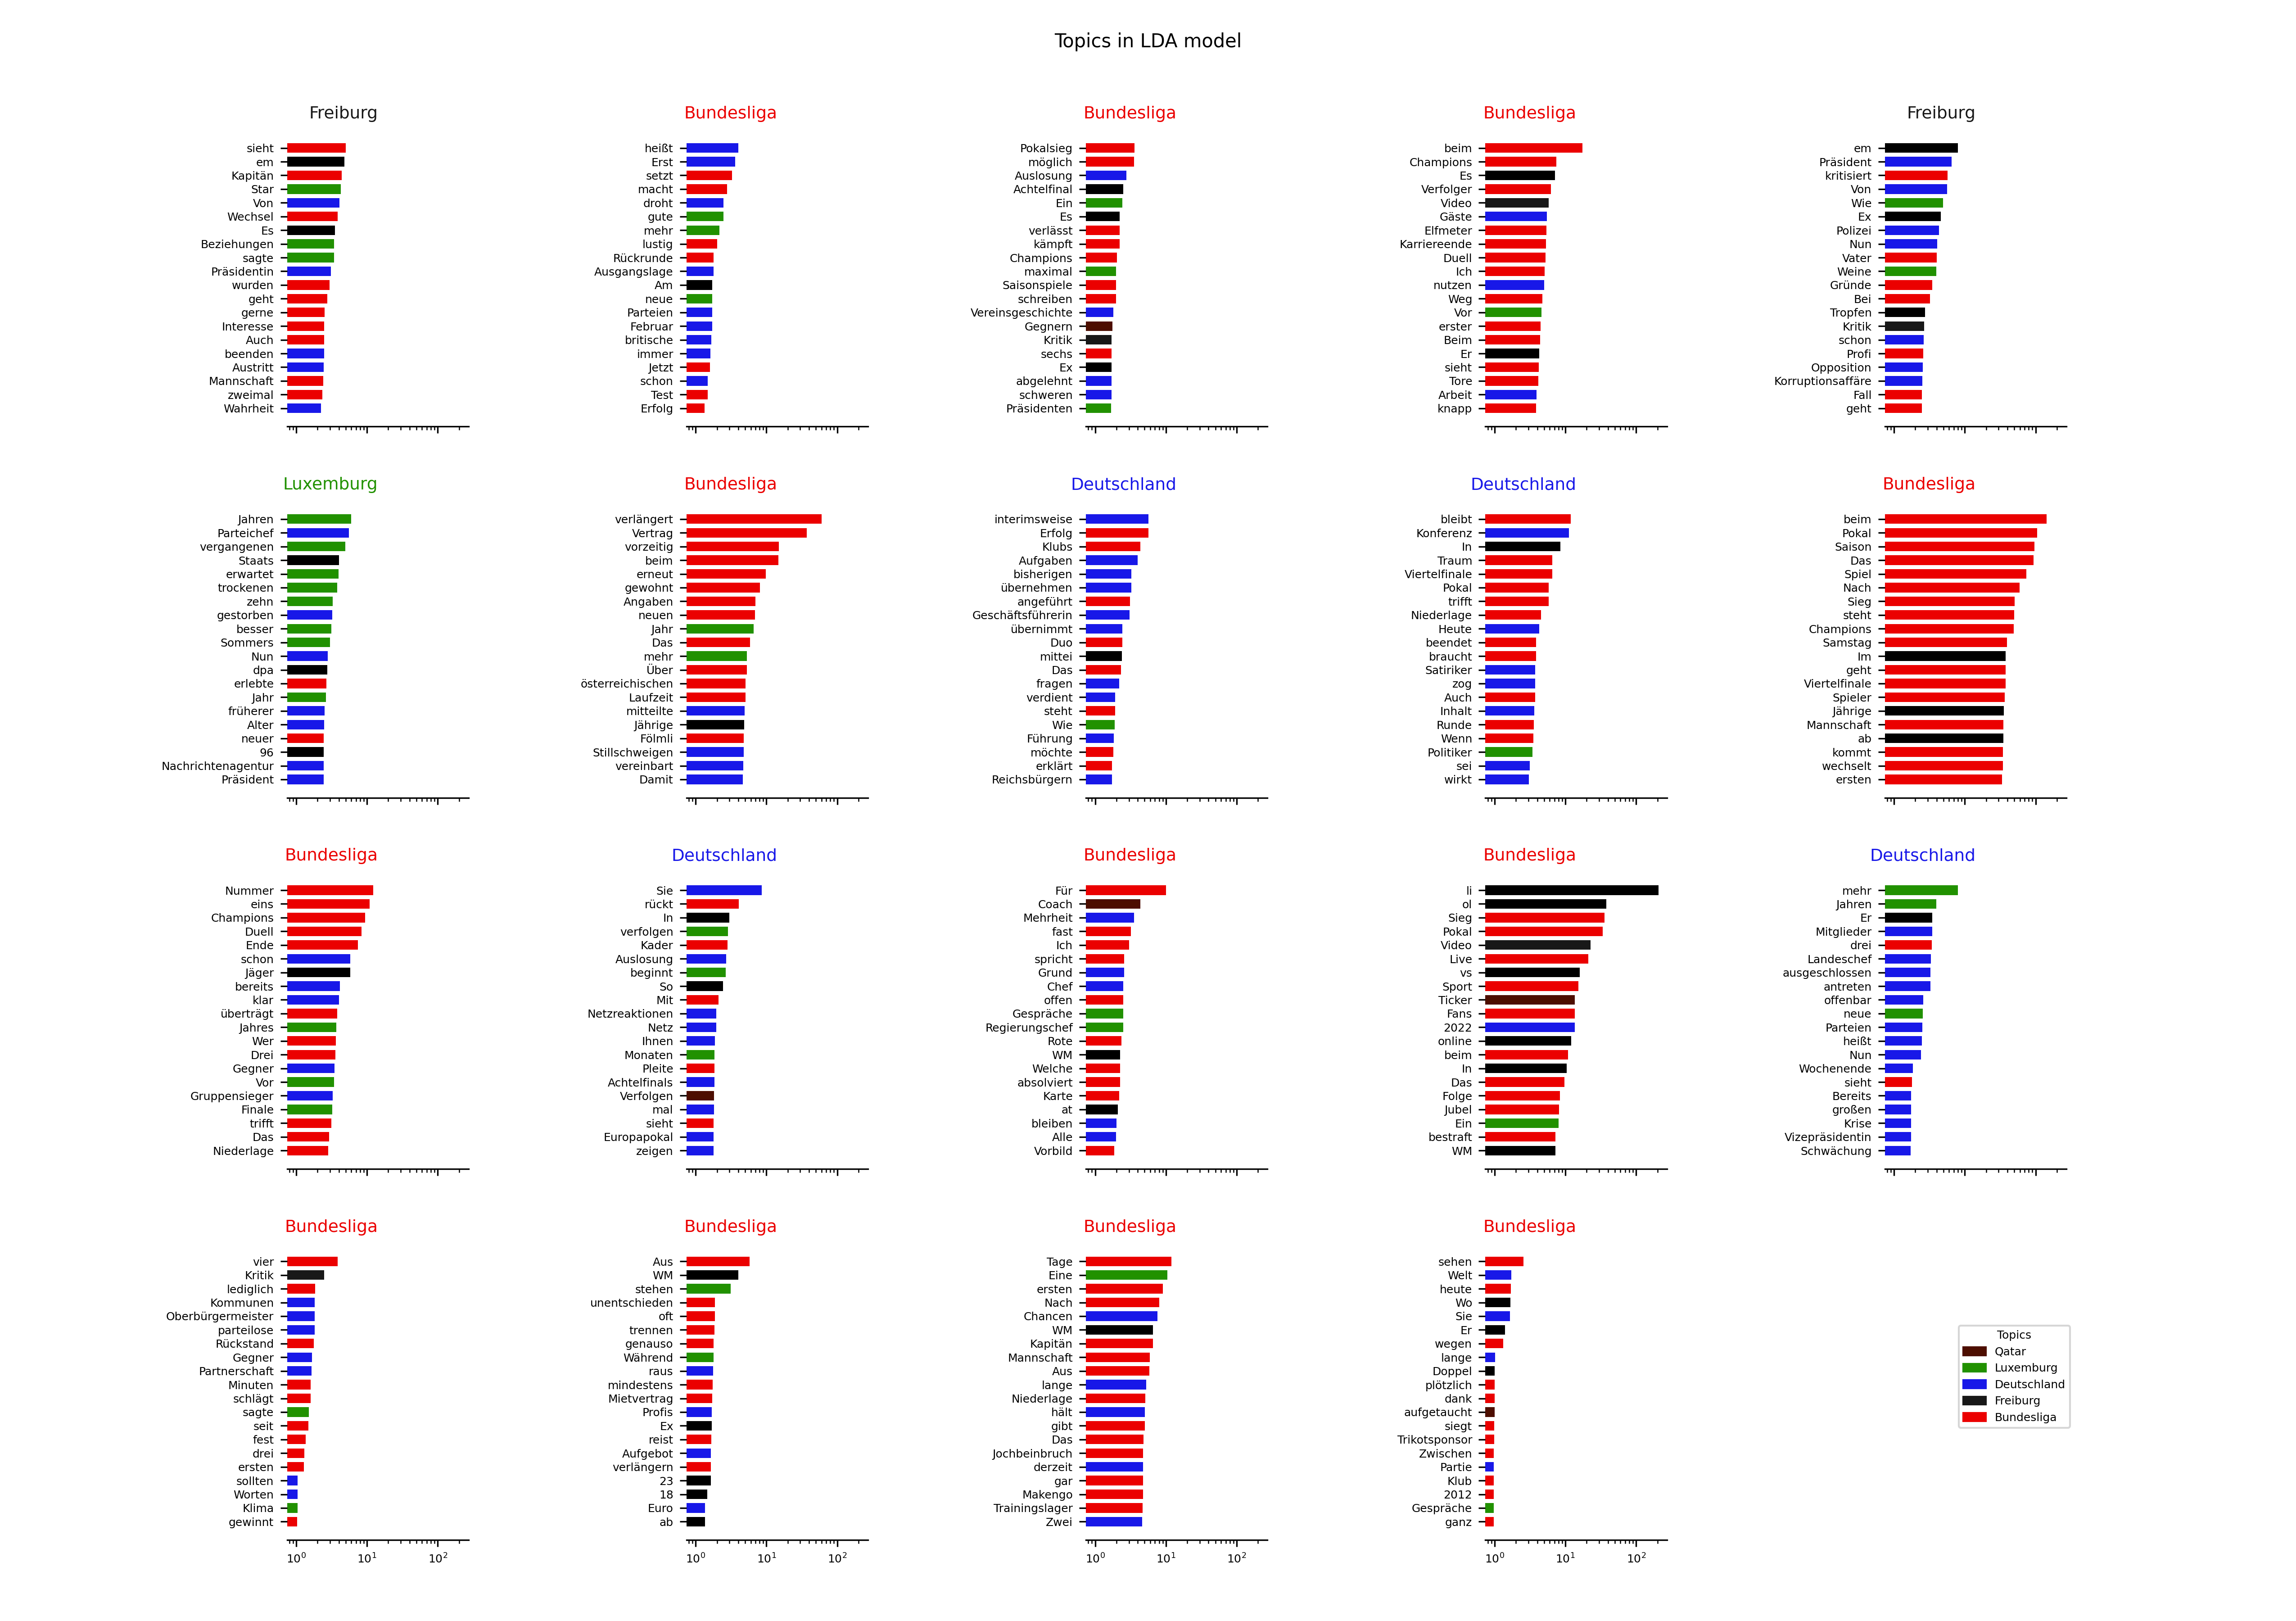 Topics in LDA model
Freiburg
sieht
em
Kapitän
Star
Von
Wechsel
Es
Beziehungen
sagte
Präsidentin
wurden
geht
gerne
Interesse
Auch
beenden
Austritt
Mannschaft
zweimal
Wahrheit
Bundesliga
heißt
Erst
setzt
macht
droht
gute
mehr
lustig
Rückrunde
Ausgangslage
Am
neue
Parteien
Februar
britische
immer
Jetzt
schon
Test
Erfolg
Bundesliga
Pokalsieg
möglich
Auslosung
Achtelfinal
Ein
Es
verlässt
kämpft
Champions
maximal
Saisonspiele
schreiben
Vereinsgeschichte
Gegnern
Kritik
sechs
Ex
abgelehnt
schweren
Präsidenten
Bundesliga
beim
Champions
Es
Verfolger
Video
Gäste
Elfmeter
Karriereende
Duell
Ich
nutzen
Weg
Vor
erster
Beim
Er
sieht
Tore
Arbeit
knapp
Freiburg
em
Präsident
kritisiert
Von
Wie
Ex
Polizei
Nun
Vater
Weine
Gründe
Bei
Tropfen
Kritik
schon
Profi
Opposition
Korruptionsaffäre
Fall
geht
Luxemburg
Jahren
Parteichef
vergangenen
Staats
erwartet
trockenen
zehn
gestorben
besser
Sommers
Nun
dpa
erlebte
Jahr
früherer
Alter
neuer
96
Nachrichtenagentur
Präsident
Bundesliga
verlängert
Vertrag
vorzeitig
beim
erneut
gewohnt
Angaben
neuen
Jahr
Das
mehr
Über
österreichischen
Laufzeit
mitteilte
Jährige
Fölmli
Stillschweigen
vereinbart
Damit
Deutschland
interimsweise
Erfolg
Klubs
Aufgaben
bisherigen
übernehmen
angeführt
Geschäftsführerin
übernimmt
Duo
mittei
Das
fragen
verdient
steht
Wie
Führung
möchte
erklärt
Reichsbürgern
Deutschland
bleibt
Konferenz
In
Traum
Viertelfinale
Pokal
trifft
Niederlage
Heute
beendet
braucht
Satiriker
zog
Auch
Inhalt
Runde
Wenn
Politiker
sei
wirkt
Bundesliga
beim
Pokal
Saison
Das
Spiel
Nach
Sieg
steht
Champions
Samstag
Im
geht
Viertelfinale
Spieler
Jährige
Mannschaft
ab
kommt
wechselt
ersten
Bundesliga
Nummer
eins
Champions
Duell
Ende
schon
Jäger
bereits
klar
überträgt
Jahres
Wer
Drei
Gegner
Vor
Gruppensieger
Finale
trifft
Das
Niederlage
Deutschland
Sie
rückt
In
verfolgen
Kader
Auslosung
beginnt
So
Mit
Netzreaktionen
Netz
Ihnen
Monaten
Pleite
Achtelfinals
Verfolgen
mal
sieht
Europapokal
zeigen
Bundesliga
Für
Coach
Mehrheit
fast
Ich
spricht
Grund
Chef
offen
Gespräche
Regierungschef
Rote
WM
Welche
absolviert
Karte
at
bleiben
Alle
Vorbild
Bundesliga
li
ol
Sieg
Pokal
Video
Live
vs
Sport
Ticker
Fans
2022
online
beim
In
Das
Folge
Jubel
Ein
bestraft
WM
Deutschland
mehr
Jahren
Er
Mitglieder
drei
Landeschef
ausgeschlossen
antreten
offenbar
neue
Parteien
heißt
Nun
Wochenende
sieht
Bereits
großen
Krise
Vizepräsidentin
Schwächung
Bundesliga
vier
Kritik
lediglich
Kommunen
Oberbürgermeister
parteilose
Rückstand
Gegner
Partnerschaft
Minuten
schlägt
sagte
seit
fest
drei
ersten
sollten
Worten
Klima
gewinnt
10⁰ 10¹ 10²
Bundesliga
Aus
WM
stehen
unentschieden
oft
trennen
genauso
Während
raus
mindestens
Mietvertrag
Profis
Ex
reist
Aufgebot
verlängern
23
18
Euro
ab
10⁰ 10¹ 10²
Bundesliga
Tage
Eine
ersten
Nach
Chancen
WM
Kapitän
Mannschaft
Aus
lange
Niederlage
hält
gibt
Das
Jochbeinbruch
derzeit
gar
Makengo
Trainingslager
Zwei
10⁰ 10¹ 10²
Bundesliga
sehen
Welt
heute
Wo
Sie
Er
wegen
lange
Doppel
plötzlich
dank
aufgetaucht
siegt
Trikotsponsor
Zwischen
Partie
Klub
2012
Gespräche
ganz
10⁰ 10¹ 10²
Topics
Qatar
Luxemburg
Deutschland
Freiburg
Bundesliga